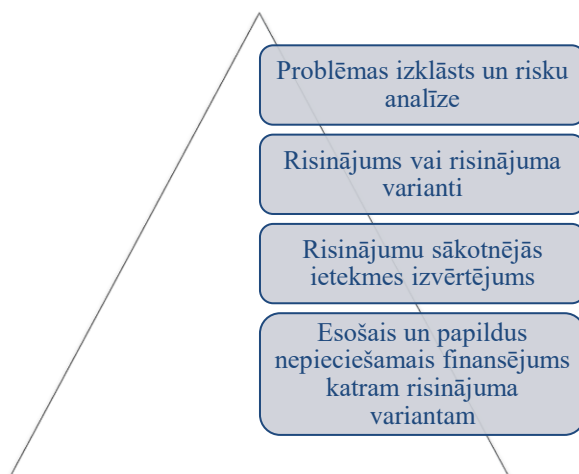 Problēmas izklāsts un risku
analīze
Risinājums vai risinājuma
varianti
Risinājumu sākotnējās
ietekmes izvērtējums
Esošais un papildus
nepieciešamais finansējums
katram risinājuma
variantam